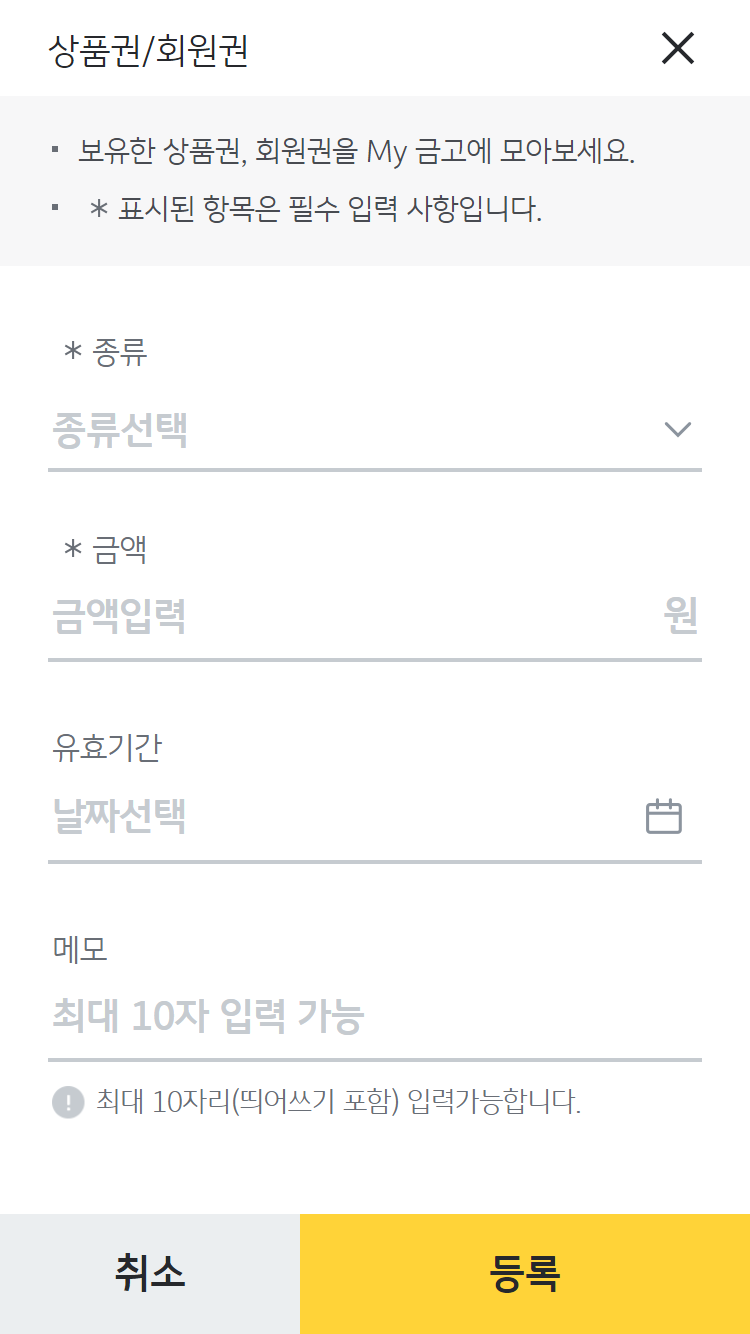 상품권/회원권
▪ 보유한 상품권, 회원권을 My 금고에 모아보세요.
▪ * 표시된 항목은 필수 입력 사항입니다.
* 종류
종류선택
* 금액
금액입력 원
유효기간
날짜선택
메모
최대 10자 입력 가능
최대 10자리(띄어쓰기 포함) 입력가능합니다.
취소 등록